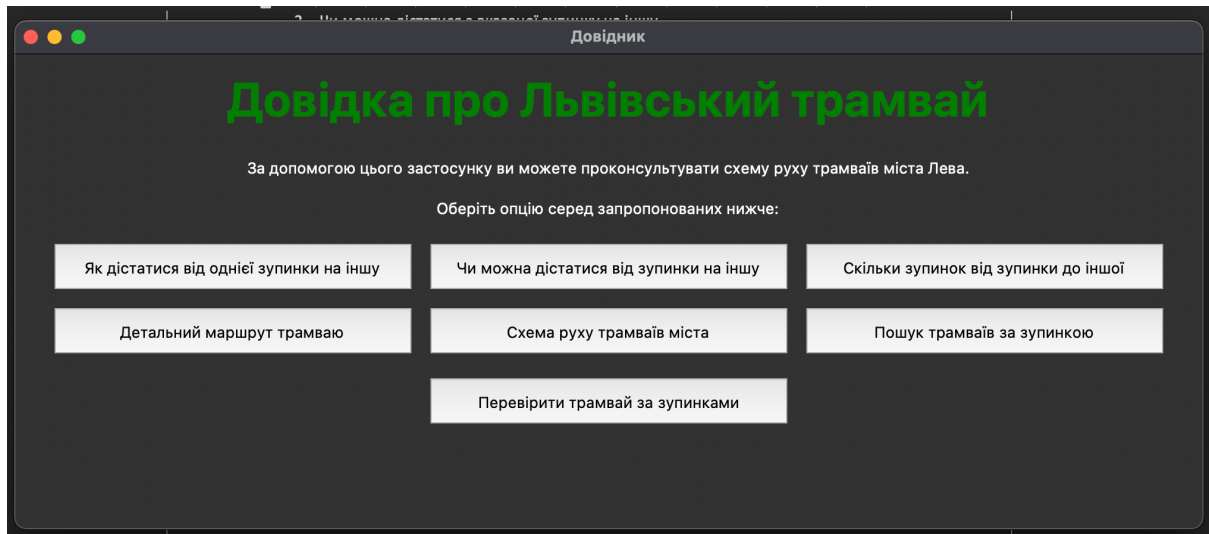 Довідник
Довідка про Львівський трамвай
За допомогою цього застосунку ви можете проконсультувати схему руху трамваїв міста Лева.
Оберіть опцію серед запропонованих нижче:
Як дістатися від однієї зупинки на іншу
Чи можна дістатися від зупинки на іншу
Скільки зупинок від зупинки до іншої
Детальний маршрут трамваю
Схема руху трамваїв міста
Пошук трамваїв за зупинкою
Перевірити трамвай за зупинками